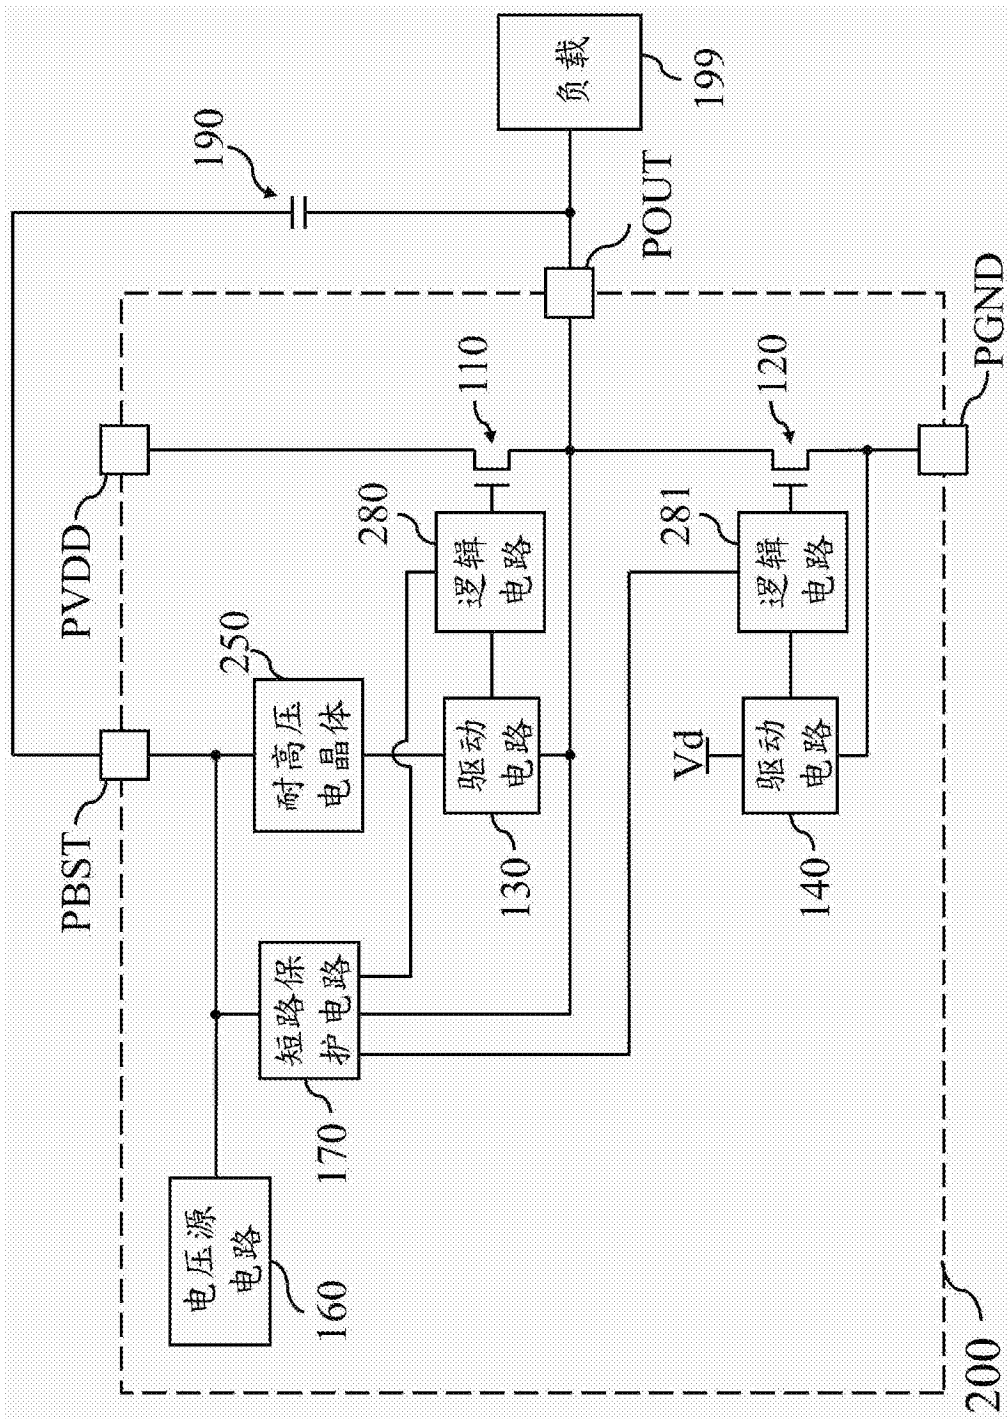 PBST
PVDD
190
电压源
电路
160
短路保
护电路
170
耐高压
电晶体
250
驱动
电路
130
逻辑
电路
280
110
POUT
负载
199
Vd
驱动
电路
140
逻辑
电路
281
120
PGND
200